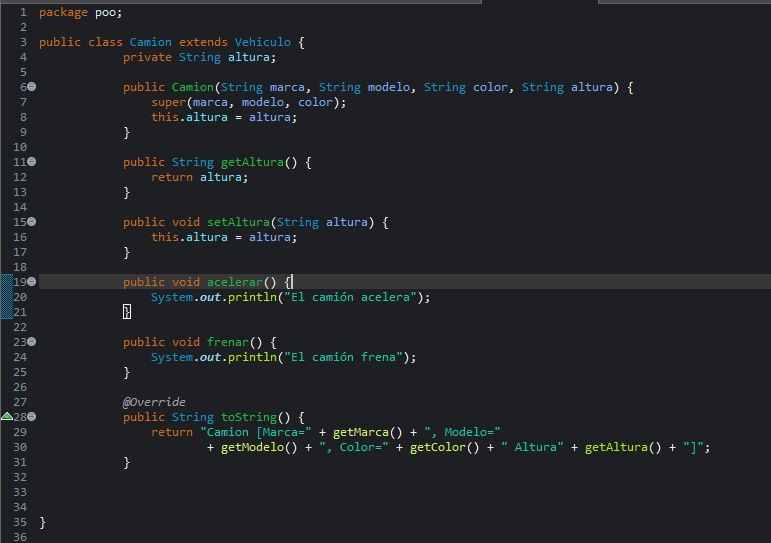 1 package poo;
2
3 public class Camion extends Vehiculo {
4 private String altura;
5
6 public Camion(String marca, String modelo, String color, String altura) {
7 super(marca, modelo, color);
8 this.altura = altura;
9 }
10
11 public String getAltura() {
12 return altura;
13 }
14
15 public void setAltura(String altura) {
16 this.altura = altura;
17 }
18
19 public void acelerar() {
20 System.out.println("El camión acelera");
21 }
22
23 public void frenar() {
24 System.out.println("El camión frena");
25 }
26
27 @Override
28 public String toString() {
29 return "Camion [Marca=" + getMarca() + ", Modelo="
30 + getModelo() + ", Color=" + getColor() + " Altura" + getAltura() + "]";
31 }
32
33
34
35 }
36